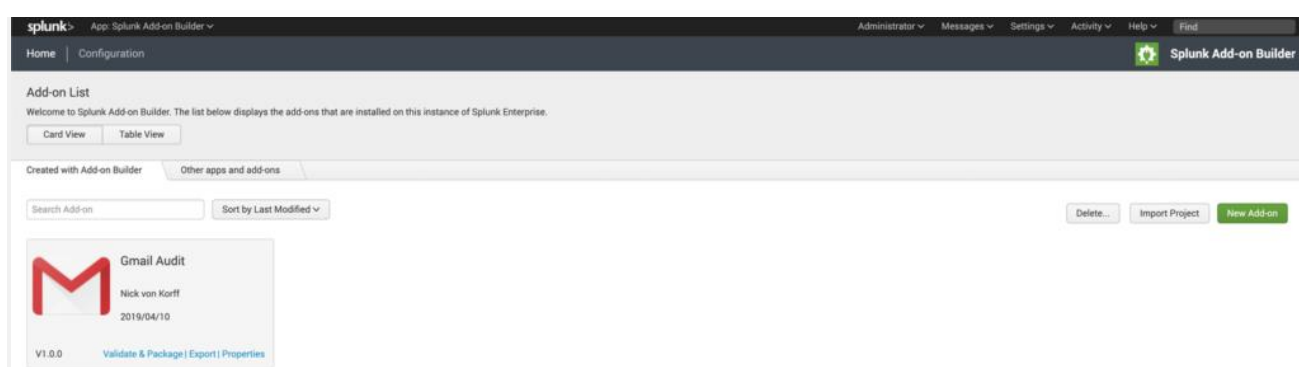 splunk> App: Splunk Add-on Builder Administrator Messages Settings Activity Help Find
Home | Configuration Splunk Add-on Builder
Add-on List
Welcome to Splunk Add-on Builder. The list below displays the add-ons that are installed on this instance of Splunk Enterprise.
Card View Table View
Created with Add-on Builder Other apps and add-ons
Search Add-on Sort by Last Modified Delete... Import Project New Add-on
Gmail Audit
Nick von Korff
2019/04/10
V1.0.0 Validate & Package | Export | Properties